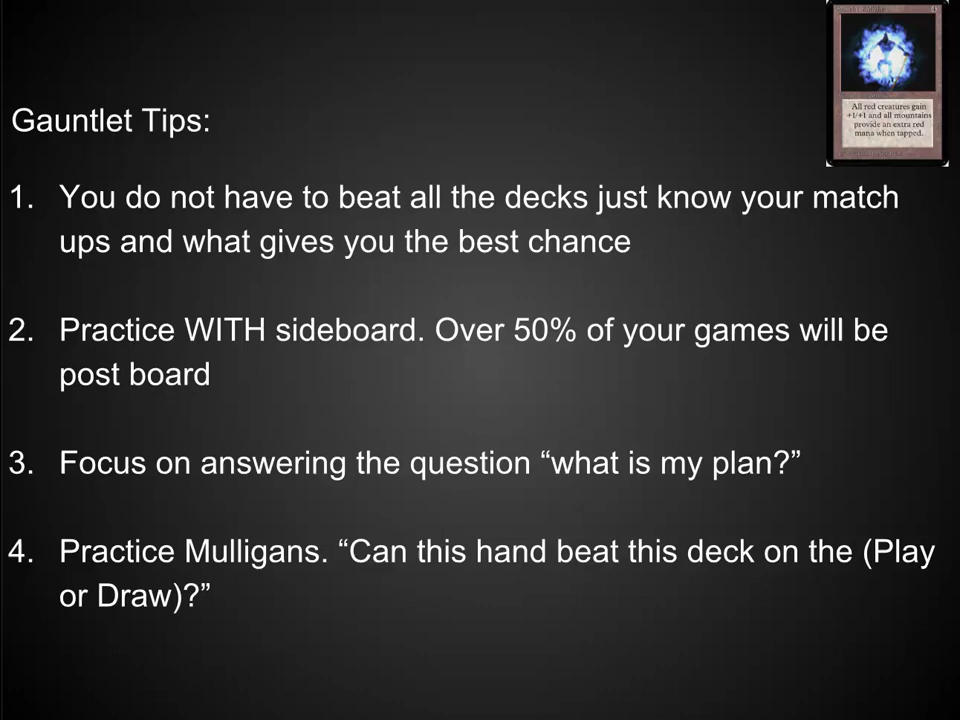 All red creatures gain
+1/+1 and all mountains
provide an extra red
mana when tapped.
Gauntlet Tips:
1. You do not have to beat all the decks just know your match
ups and what gives you the best chance
2. Practice WITH sideboard. Over 50% of your games will be
post board
3. Focus on answering the question “what is my plan?”
4. Practice Mulligans. “Can this hand beat this deck on the (Play
or Draw)?”